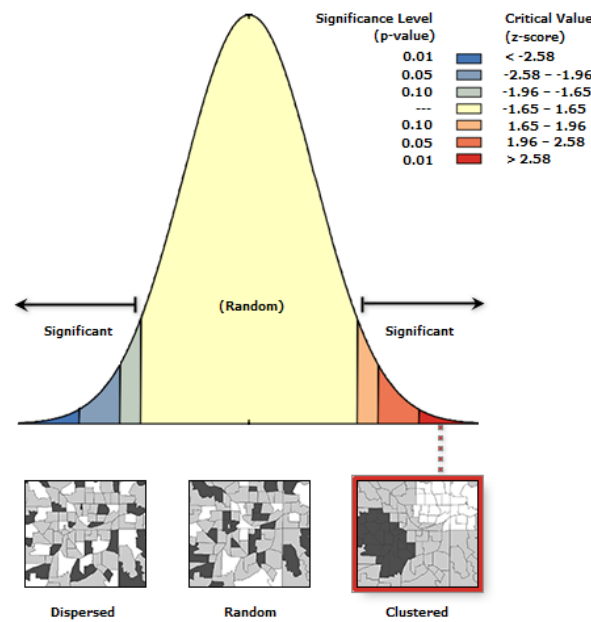 Significance Level Critical Value
(p-value) (z-score)
0.01 < -2.58
0.05 -2.58 – -1.96
0.10 -1.96 – -1.65
--- -1.65 – 1.65
0.10 1.65 – 1.96
0.05 1.96 – 2.58
0.01 > 2.58
(Random)
Significant Significant
Dispersed Random Clustered